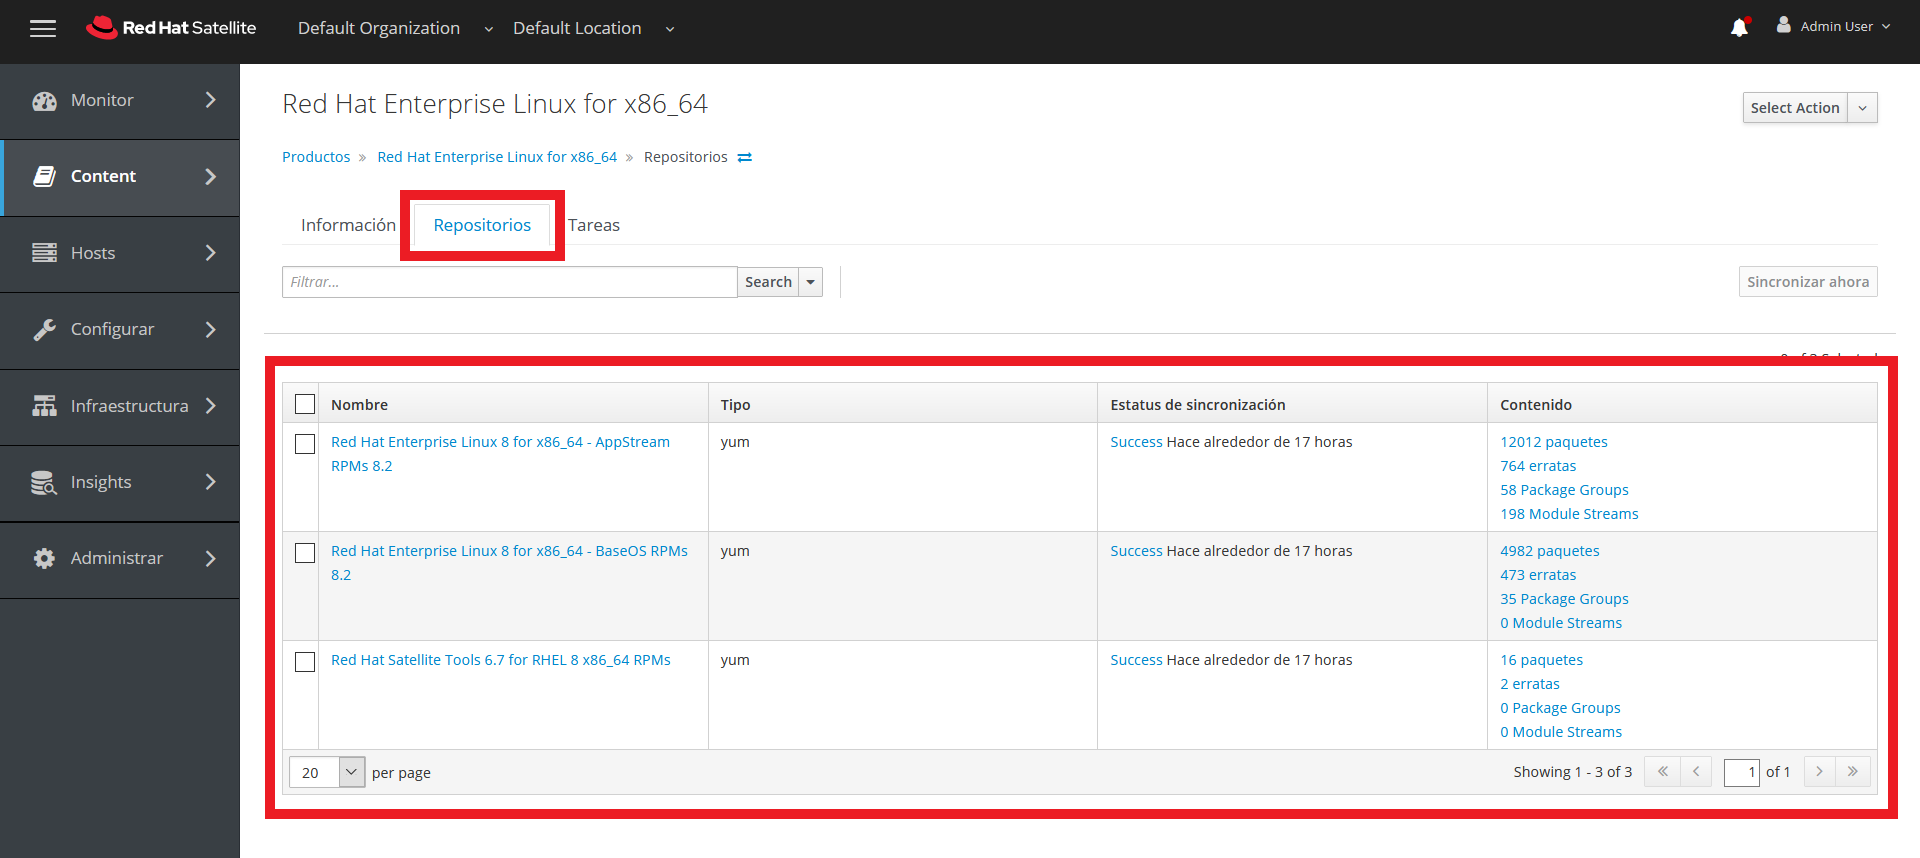 Red Hat Satellite
Default Organization
Default Location
Admin User
Monitor
Content
Hosts
Configurar
Infraestructura
Insights
Administrar
Red Hat Enterprise Linux for x86_64
Select Action
Productos » Red Hat Enterprise Linux for x86_64 » Repositorios
Información Repositorios Tareas
Filtrar... Search
Sincronizar ahora
Nombre Tipo Estatus de sincronización Contenido
Red Hat Enterprise Linux 8 for x86_64 - AppStream
RPMs 8.2
yum
Success Hace alrededor de 17 horas
12012 paquetes
764 erratas
58 Package Groups
198 Module Streams
Red Hat Enterprise Linux 8 for x86_64 - BaseOS RPMs
8.2
yum
Success Hace alrededor de 17 horas
4982 paquetes
473 erratas
35 Package Groups
0 Module Streams
Red Hat Satellite Tools 6.7 for RHEL 8 x86_64 RPMs
yum
Success Hace alrededor de 17 horas
16 paquetes
2 erratas
0 Package Groups
0 Module Streams
20 per page
Showing 1 - 3 of 3 « < 1 of 1 > »